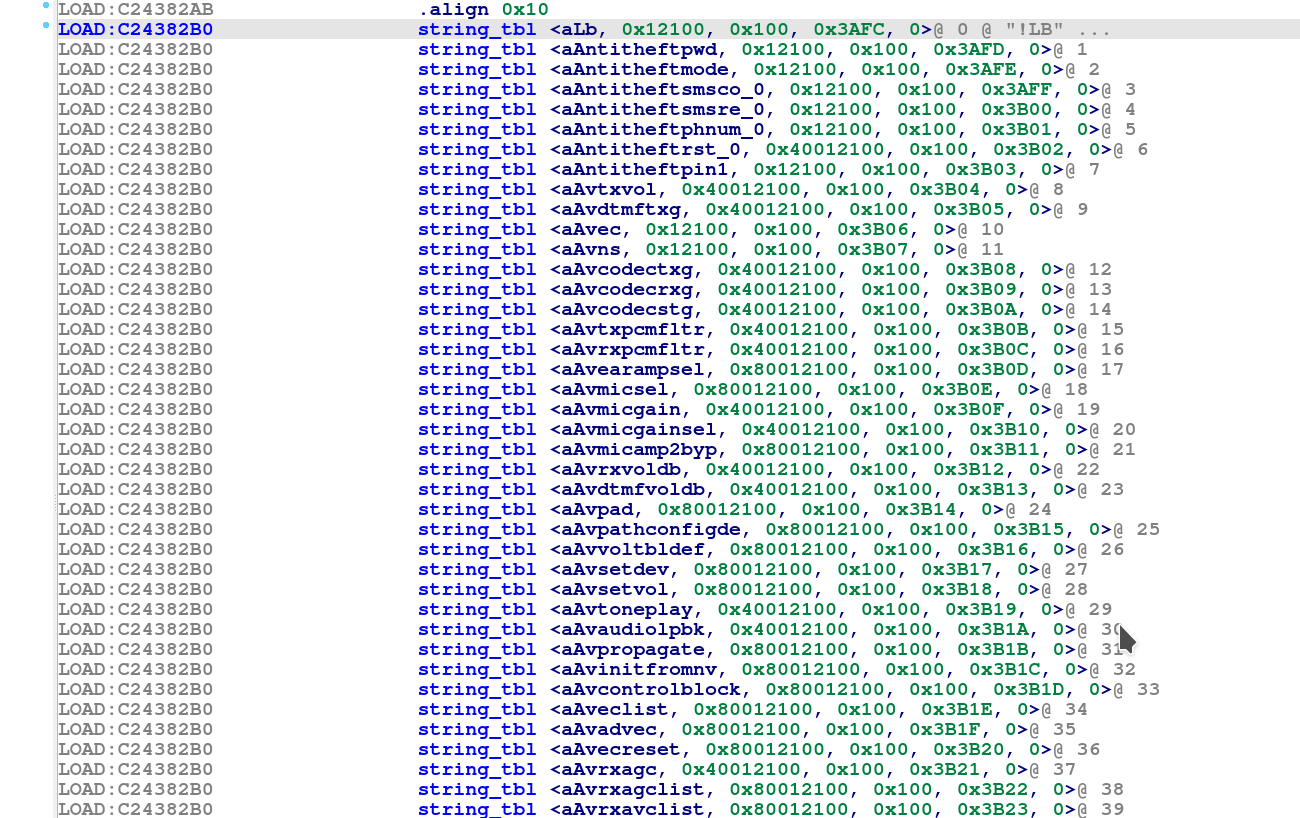 LOAD:C24382AB .align 0x10
LOAD:C24382B0 string_tbl <aLb, 0x12100, 0x100, 0x3AFC, 0>@ 0 @ "!LB" ...
LOAD:C24382B0 string_tbl <aAntitheftpwd, 0x12100, 0x100, 0x3AFD, 0>@ 1
LOAD:C24382B0 string_tbl <aAntitheftmode, 0x12100, 0x100, 0x3AFE, 0>@ 2
LOAD:C24382B0 string_tbl <aAntitheftsmsco_0, 0x12100, 0x100, 0x3AFF, 0>@ 3
LOAD:C24382B0 string_tbl <aAntitheftsmsre_0, 0x12100, 0x100, 0x3B00, 0>@ 4
LOAD:C24382B0 string_tbl <aAntitheftphnum_0, 0x12100, 0x100, 0x3B01, 0>@ 5
LOAD:C24382B0 string_tbl <aAntitheftrst_0, 0x40012100, 0x100, 0x3B02, 0>@ 6
LOAD:C24382B0 string_tbl <aAntitheftpin1, 0x12100, 0x100, 0x3B03, 0>@ 7
LOAD:C24382B0 string_tbl <aAvtxvol, 0x40012100, 0x100, 0x3B04, 0>@ 8
LOAD:C24382B0 string_tbl <aAvdtmftxg, 0x40012100, 0x100, 0x3B05, 0>@ 9
LOAD:C24382B0 string_tbl <aAvec, 0x12100, 0x100, 0x3B06, 0>@ 10
LOAD:C24382B0 string_tbl <aAvns, 0x12100, 0x100, 0x3B07, 0>@ 11
LOAD:C24382B0 string_tbl <aAvcodectxg, 0x40012100, 0x100, 0x3B08, 0>@ 12
LOAD:C24382B0 string_tbl <aAvcodecrxg, 0x40012100, 0x100, 0x3B09, 0>@ 13
LOAD:C24382B0 string_tbl <aAvcodecstg, 0x40012100, 0x100, 0x3B0A, 0>@ 14
LOAD:C24382B0 string_tbl <aAvtxpcmfltr, 0x40012100, 0x100, 0x3B0B, 0>@ 15
LOAD:C24382B0 string_tbl <aAvrxpcmfltr, 0x40012100, 0x100, 0x3B0C, 0>@ 16
LOAD:C24382B0 string_tbl <aAvearampsel, 0x80012100, 0x100, 0x3B0D, 0>@ 17
LOAD:C24382B0 string_tbl <aAvmicsel, 0x80012100, 0x100, 0x3B0E, 0>@ 18
LOAD:C24382B0 string_tbl <aAvmicgain, 0x40012100, 0x100, 0x3B0F, 0>@ 19
LOAD:C24382B0 string_tbl <aAvmicgainsel, 0x40012100, 0x100, 0x3B10, 0>@ 20
LOAD:C24382B0 string_tbl <aAvmicamp2byp, 0x80012100, 0x100, 0x3B11, 0>@ 21
LOAD:C24382B0 string_tbl <aAvrxvoldb, 0x40012100, 0x100, 0x3B12, 0>@ 22
LOAD:C24382B0 string_tbl <aAvdtmfvoldb, 0x40012100, 0x100, 0x3B13, 0>@ 23
LOAD:C24382B0 string_tbl <aAvpad, 0x80012100, 0x100, 0x3B14, 0>@ 24
LOAD:C24382B0 string_tbl <aAvpathconfigde, 0x80012100, 0x100, 0x3B15, 0>@ 25
LOAD:C24382B0 string_tbl <aAvvoltbldef, 0x80012100, 0x100, 0x3B16, 0>@ 26
LOAD:C24382B0 string_tbl <aAvsetdev, 0x80012100, 0x100, 0x3B17, 0>@ 27
LOAD:C24382B0 string_tbl <aAvsetvol, 0x80012100, 0x100, 0x3B18, 0>@ 28
LOAD:C24382B0 string_tbl <aAvtoneplay, 0x40012100, 0x100, 0x3B19, 0>@ 29
LOAD:C24382B0 string_tbl <aAvaudiolpbk, 0x40012100, 0x100, 0x3B1A, 0>@ 30
LOAD:C24382B0 string_tbl <aAvpropagate, 0x80012100, 0x100, 0x3B1B, 0>@ 31
LOAD:C24382B0 string_tbl <aAvinitfromnv, 0x80012100, 0x100, 0x3B1C, 0>@ 32
LOAD:C24382B0 string_tbl <aAvcontrolblock, 0x80012100, 0x100, 0x3B1D, 0>@ 33
LOAD:C24382B0 string_tbl <aAveclist, 0x80012100, 0x100, 0x3B1E, 0>@ 34
LOAD:C24382B0 string_tbl <aAvadvec, 0x80012100, 0x100, 0x3B1F, 0>@ 35
LOAD:C24382B0 string_tbl <aAvecreset, 0x80012100, 0x100, 0x3B20, 0>@ 36
LOAD:C24382B0 string_tbl <aAvrxagc, 0x40012100, 0x100, 0x3B21, 0>@ 37
LOAD:C24382B0 string_tbl <aAvrxagclist, 0x80012100, 0x100, 0x3B22, 0>@ 38
LOAD:C24382B0 string_tbl <aAvrxavclist, 0x80012100, 0x100, 0x3B23, 0>@ 39